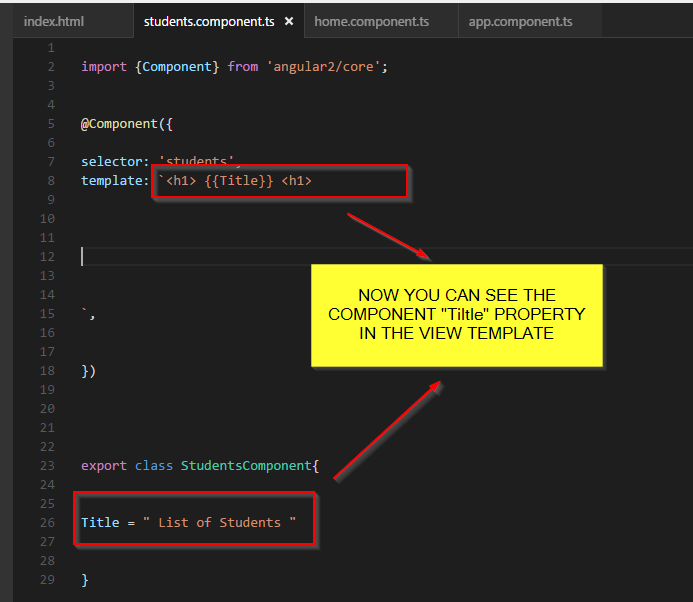 index.html students.component.ts × home.component.ts app.component.ts
1
2 import {Component} from 'angular2/core';
3
4
5 @Component({
6
7 selector: 'students',
8 template: `<h1> {{Title}} <h1>
9
10
11
12
13
14
15 `,
16
17
18 })
19
20
21
22
23 export class StudentsComponent{
24
25
26 Title = " List of Students "
27
28
29 }
NOW YOU CAN SEE THE
COMPONENT "Tiltle" PROPERTY
IN THE VIEW TEMPLATE